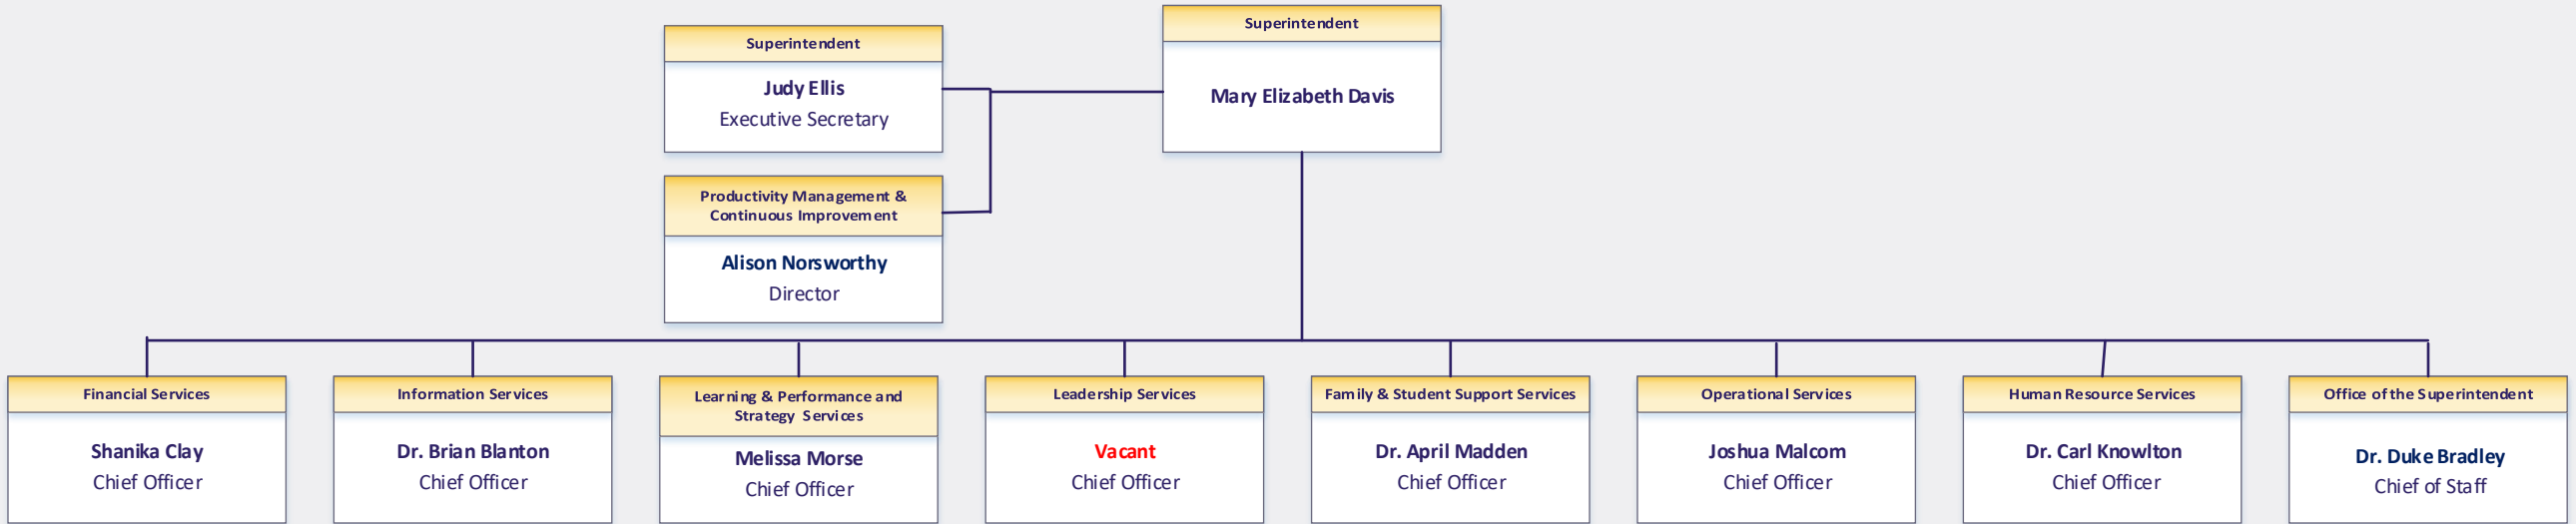 Superintendent
Mary Elizabeth Davis
Superintendent
Judy Ellis
Executive Secretary
Productivity Management &
Continuous Improvement
Alison Norsworthy
Director
Financial Services
Shanika Clay
Chief Officer
Information Services
Dr. Brian Blanton
Chief Officer
Learning & Performance and
Strategy Services
Melissa Morse
Chief Officer
Leadership Services
Vacant
Chief Officer
Family & Student Support Services
Dr. April Madden
Chief Officer
Operational Services
Joshua Malcom
Chief Officer
Human Resource Services
Dr. Carl Knowlton
Chief Officer
Office of the Superintendent
Dr. Duke Bradley
Chief of Staff